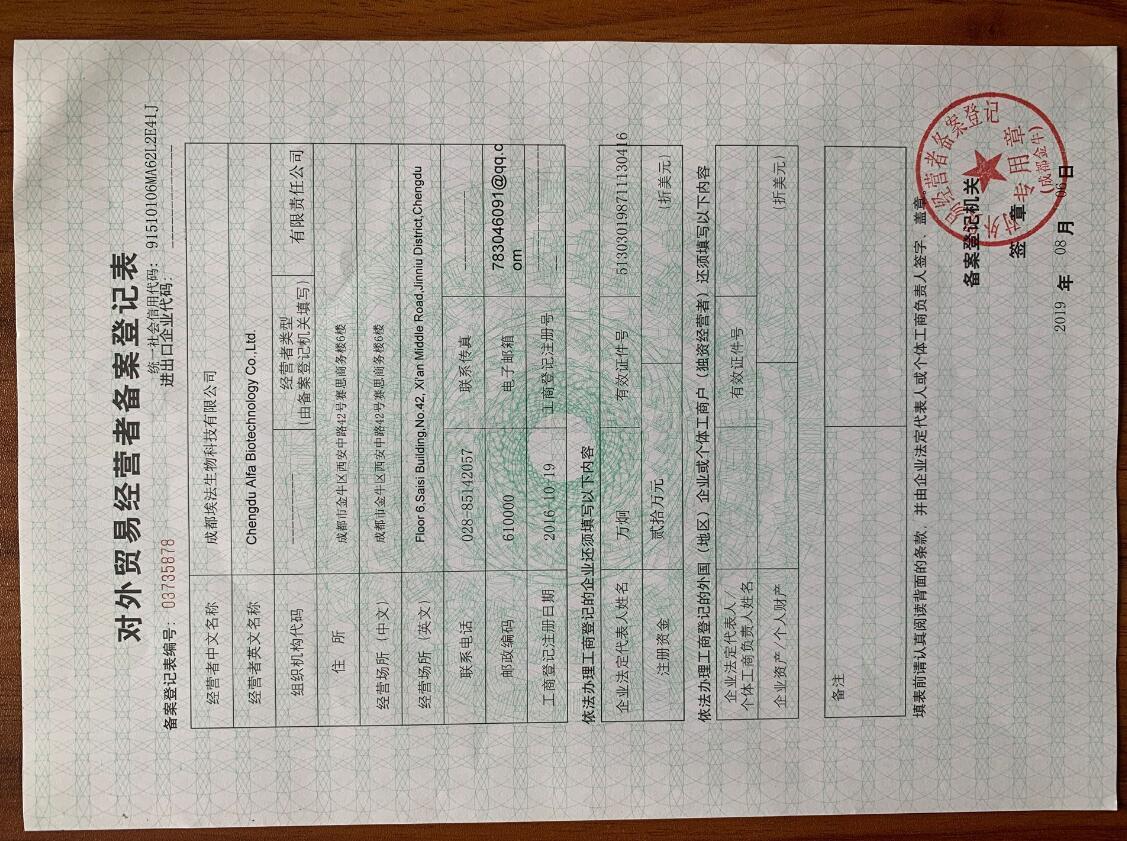 对外贸易经营者备案登记表
统一社会信用代码：91510106MA62L2E41J
备案登记表编号：03735878
进出口企业代码：---------------
经营者中文名称 成都埃法生物科技有限公司
经营者英文名称 Chengdu Alfa Biotechnology Co.,Ltd.
组织机构代码 --------- 经营者类型 有限责任公司
(由备案登记机关填写)
住 所 成都市金牛区西安中路42号赛思商务楼6楼
经营场所（中文） 成都市金牛区西安中路42号赛思商务楼6楼
经营场所（英文） Floor 6,Saisi Building,No.42, Xi'an Middle Road,Jinniu District,Chengdu
联系电话 028-85142057 联系传真 ---------
邮政编码 610000 电子邮箱 783046091@qq.c
om
工商登记注册日期 2016-10-19 工商登记注册号 ---------
依法办理工商登记的企业还须填写以下内容
企业法定代表人姓名 万炯 有效证件号 513030198711130416
注册资金 贰拾万元 （折美元）
依法办理工商登记的外国（地区）企业或个体工商户（独资经营者）还须填写以下内容
企业法定代表人/
个体工商负责人姓名 有效证件号
企业资产/个人财产 （折美元）
备注
填表前请认真阅读背面的条款，并由企业法定代表人或个体工商负责人签字、盖章。
备案登记机关
签 章
2019 年 08 月 06 日
对外贸易经营者备案登记
专用章
(成都金牛)